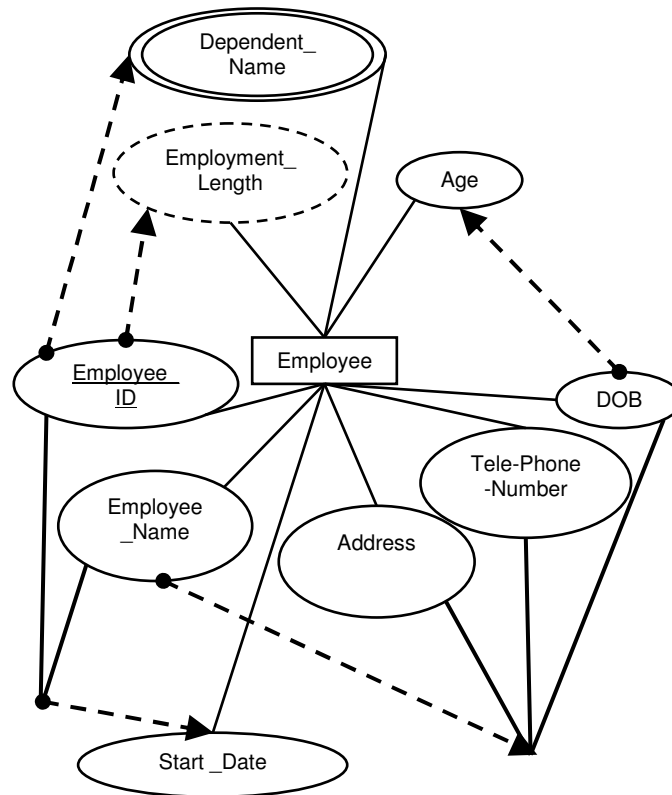 Dependent_
Name
Employment_
Length
Age
Employee
Employee_
ID
DOB
Tele-Phone
-Number
Employee
_Name
Address
Start _Date